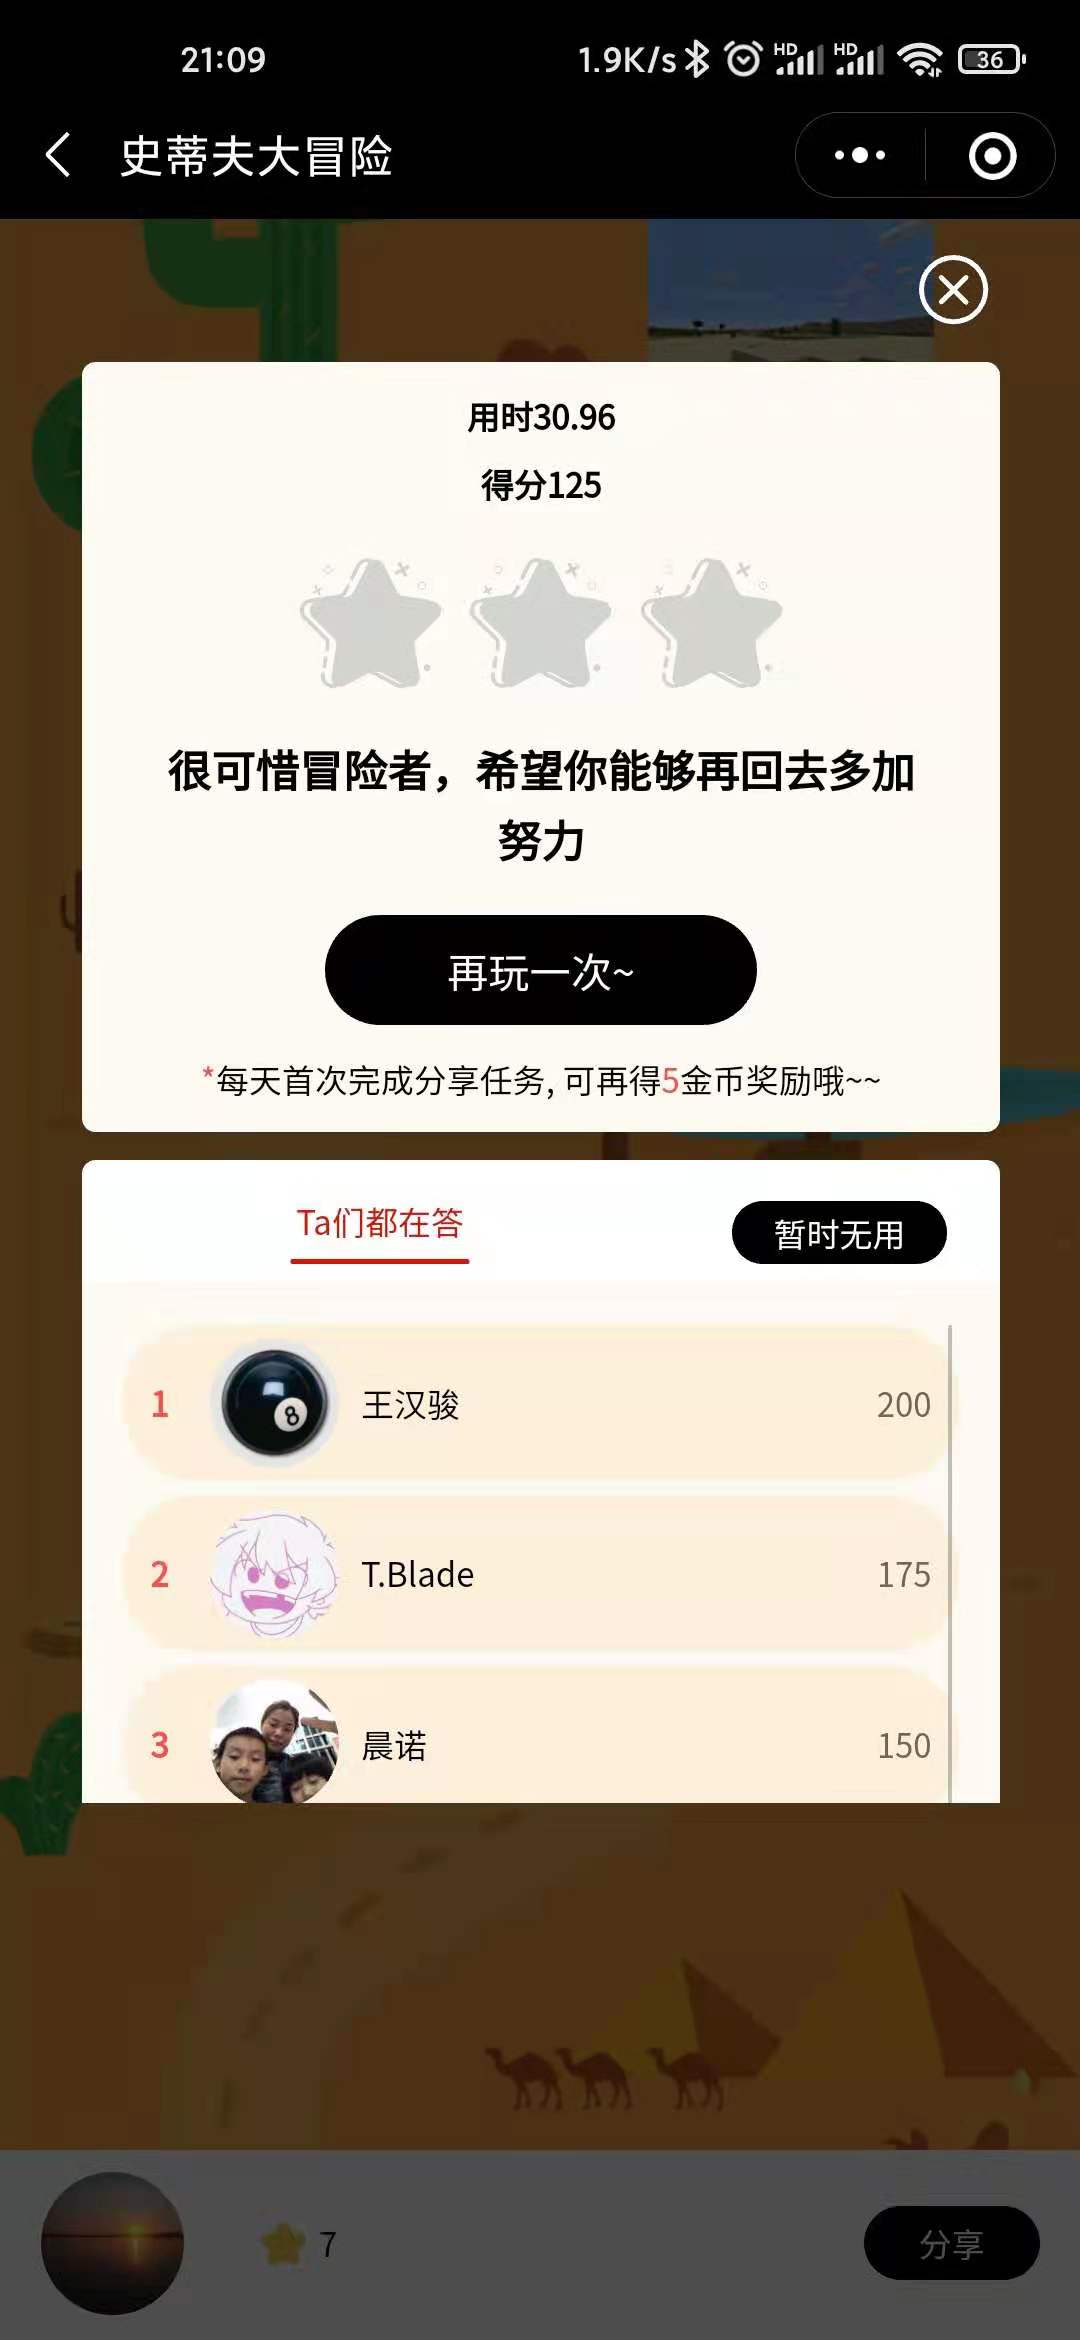 21:09
1.9K/s HD HD 36
史蒂夫大冒险
用时30.96
得分125
很可惜冒险者，希望你能够再回去多加
努力
再玩一次~
*每天首次完成分享任务, 可再得5金币奖励哦~~
Ta们都在答
暂时无用
1 8 王汉骏 200
2 T.Blade 175
3 晨诺 150
7
分享